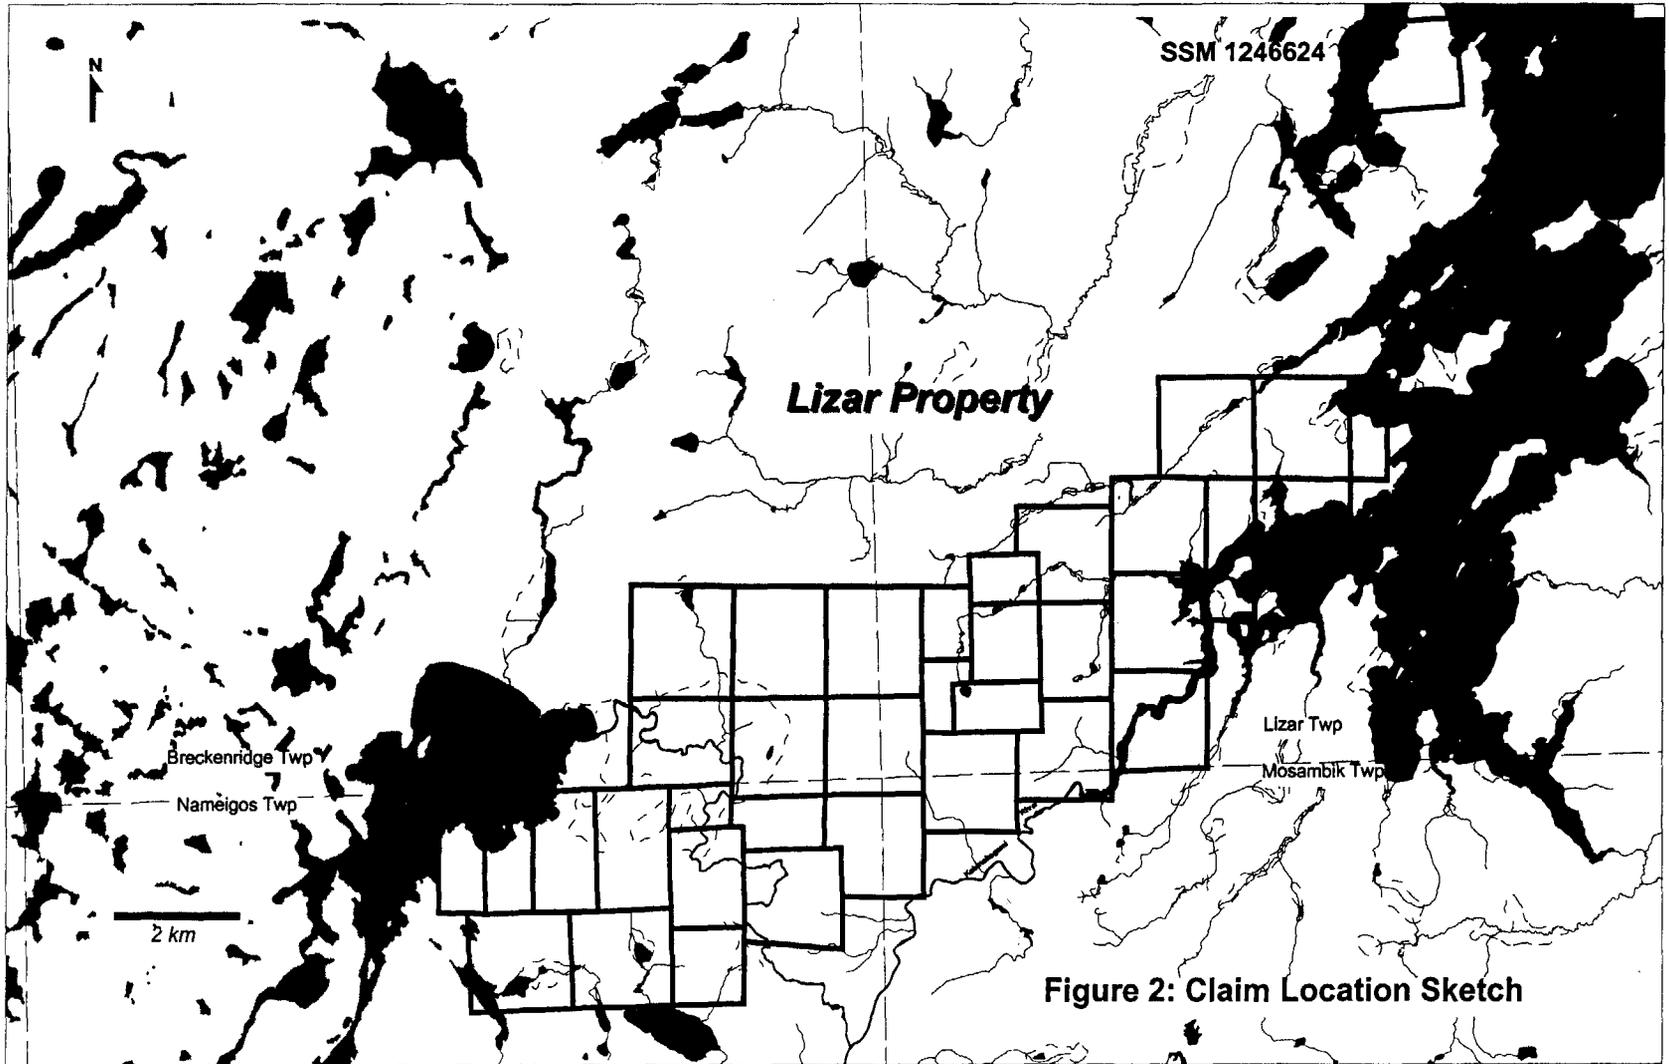 SSM 1246624
N
Lizar Property
Lizar Twp
Breckenridge Twp
Mosambik Twp
Nameigos Twp
2 km
Figure 2: Claim Location Sketch